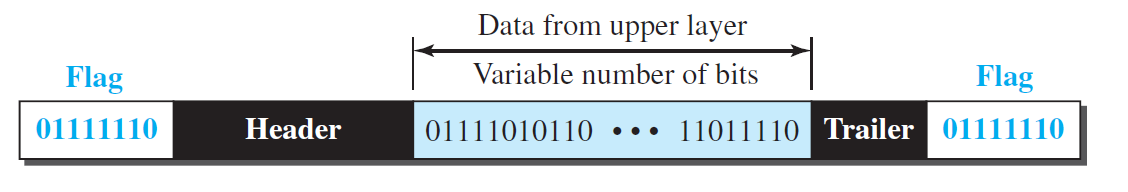 Data from upper layer
Variable number of bits
Flag
Flag
01111110 Header 01111010110 ••• 11011110 Trailer 01111110